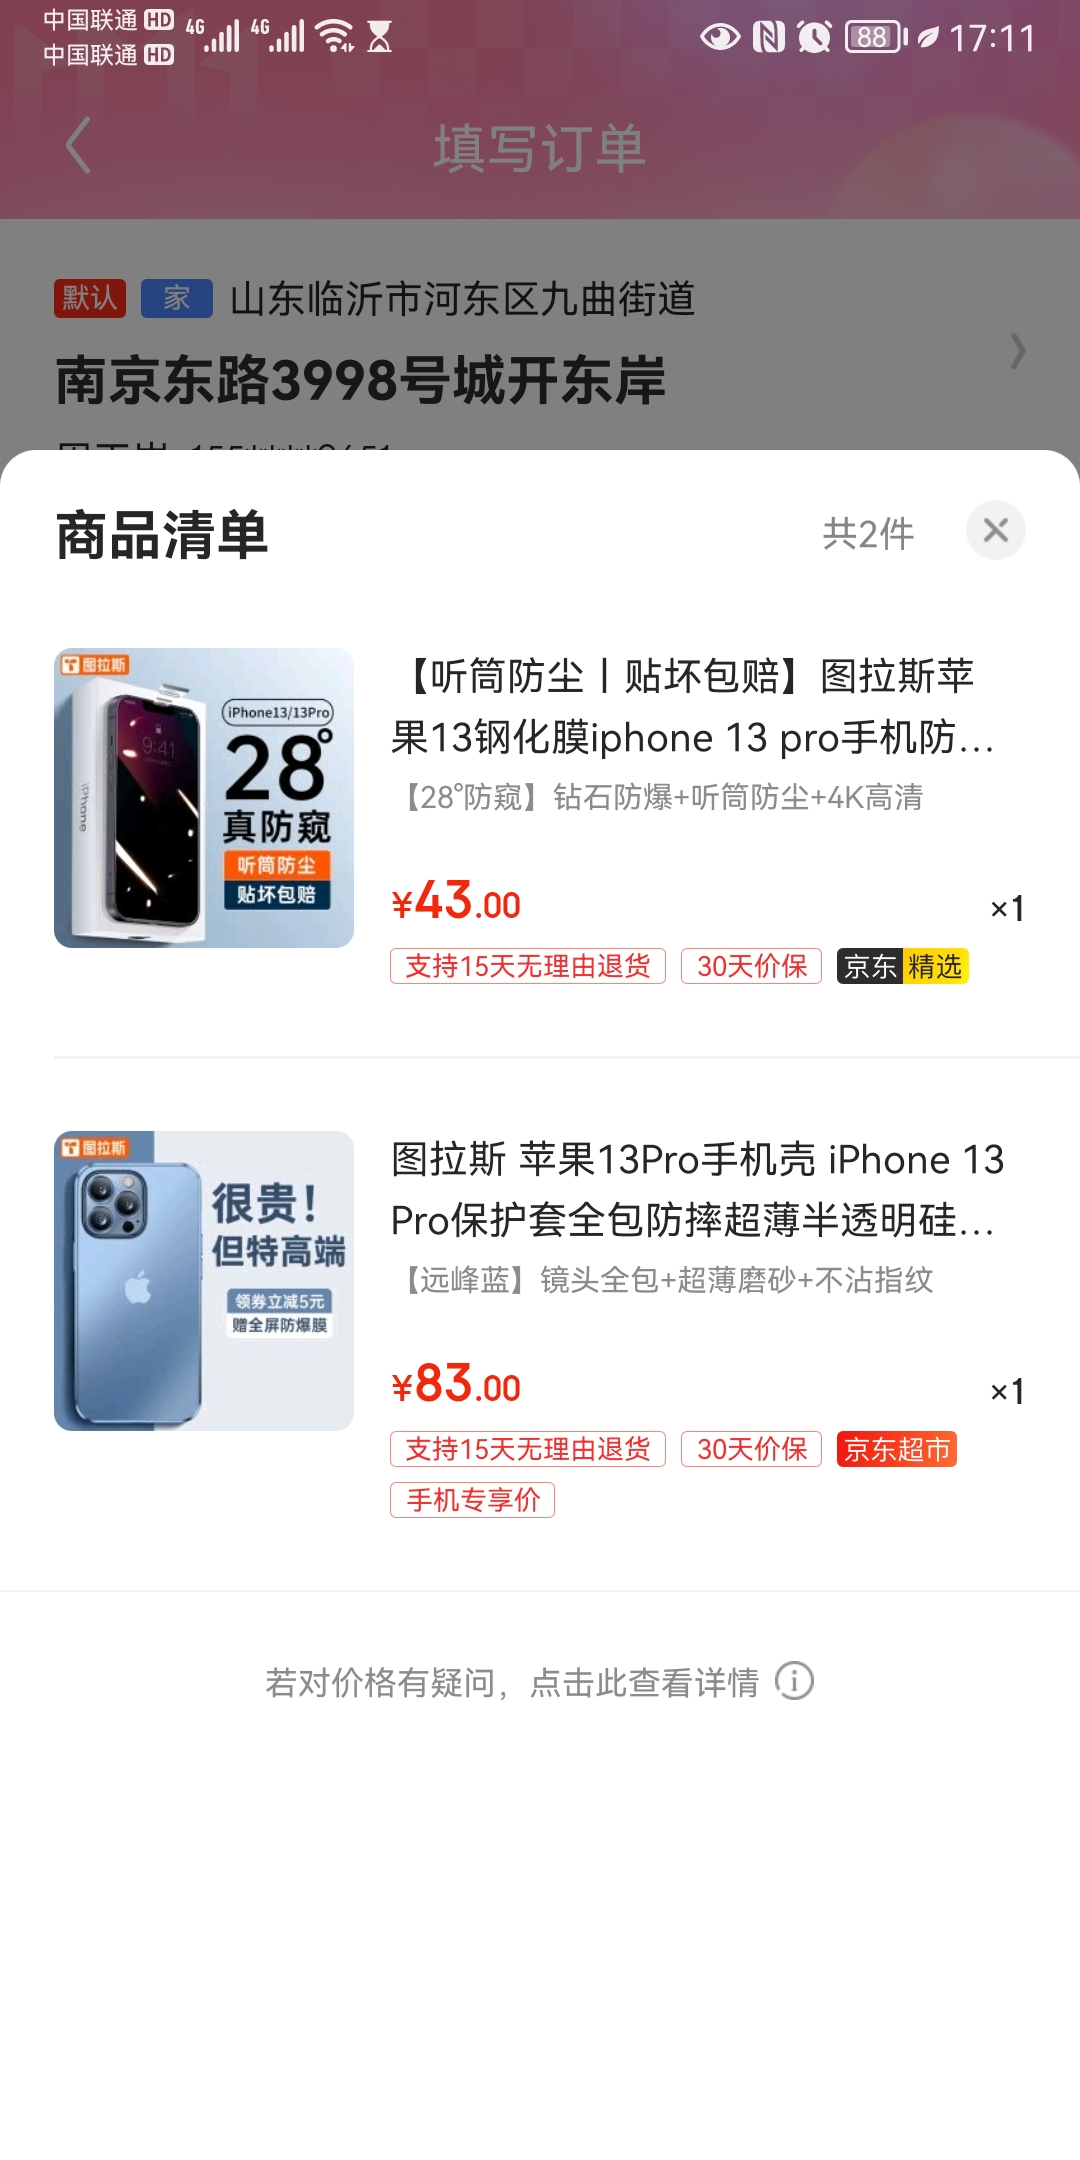 中国联通 HD 4G 4G 88 17:11
中国联通 HD
填写订单
默认 家 山东临沂市河东区九曲街道
南京东路3998号城开东岸
商品清单 共2件
图拉斯
iPhone13/13Pro
9:41
28°
iPhone
真防窥
听筒防尘
贴坏包赔
【听筒防尘丨贴坏包赔】图拉斯苹
果13钢化膜iphone 13 pro手机防...
【28°防窥】钻石防爆+听筒防尘+4K高清
¥43.00 ×1
支持15天无理由退货 30天价保 京东精选
图拉斯
很贵！
但特高端
领券立减5元
赠全屏防爆膜
图拉斯 苹果13Pro手机壳 iPhone 13
Pro保护套全包防摔超薄半透明硅...
【远峰蓝】镜头全包+超薄磨砂+不沾指纹
¥83.00 ×1
支持15天无理由退货 30天价保 京东超市
手机专享价
若对价格有疑问，点击此查看详情